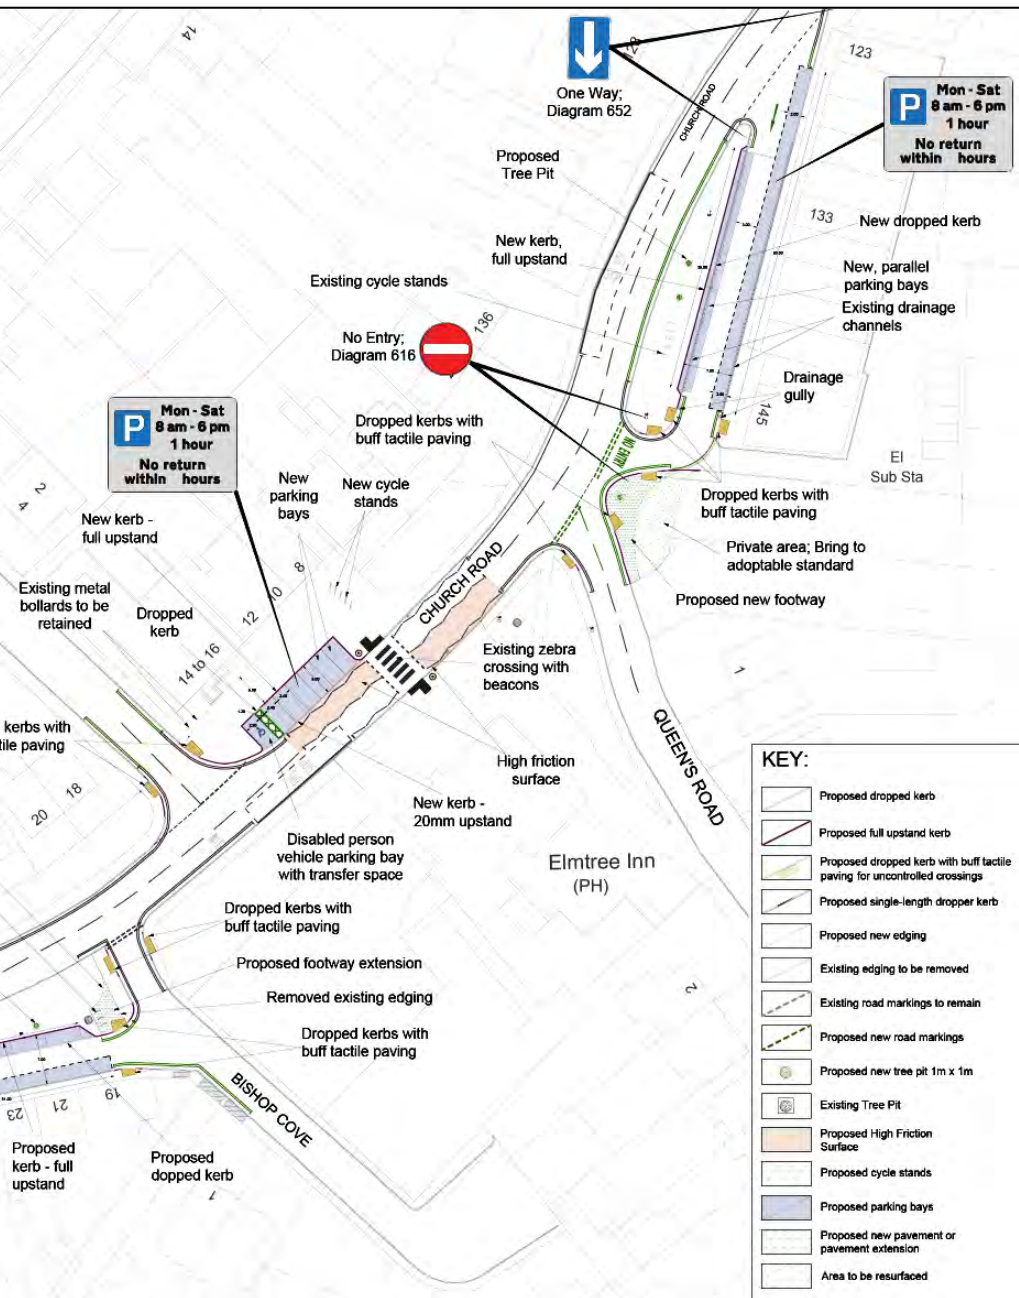 14
128
One Way;
Diagram 652
CHURCH ROAD
123
P
Mon - Sat
8 am - 6 pm
1 hour
No return
within hours
Proposed
Tree Pit
133
New dropped kerb
New kerb,
full upstand
New, parallel
parking bays
Existing cycle stands
Existing drainage
channels
136
No Entry;
Diagram 616
Drainage
gully
145
P
Mon - Sat
8 am - 6 pm
1 hour
No return
within hours
Dropped kerbs with
buff tactile paving
NO ENTRY
El
Sub Sta
2
4
New
parking
bays
New cycle
stands
Dropped kerbs with
buff tactile paving
New kerb -
full upstand
Private area; Bring to
adoptable standard
CHURCH ROAD
8
10
12
14 to 16
Existing metal
bollards to be
retained
Dropped
kerb
Proposed new footway
Existing zebra
crossing with
beacons
1
kerbs with
tile paving
QUEEN'S ROAD
High friction
surface
20
18
New kerb -
20mm upstand
Disabled person
vehicle parking bay
with transfer space
Elmtree Inn
(PH)
Dropped kerbs with
buff tactile paving
Proposed footway extension
2
Removed existing edging
Dropped kerbs with
buff tactile paving
BISHOP COVE
23
21
19
Proposed
kerb - full
upstand
Proposed
dopped kerb
1
KEY:
Proposed dropped kerb
Proposed full upstand kerb
Proposed dropped kerb with buff tactile
paving for uncontrolled crossings
Proposed single-length dropper kerb
Proposed new edging
Existing edging to be removed
Existing road markings to remain
Proposed new road markings
Proposed new tree pit 1m x 1m
Existing Tree Pit
Proposed High Friction
Surface
Proposed cycle stands
Proposed parking bays
Proposed new pavement or
pavement extension
Area to be resurfaced